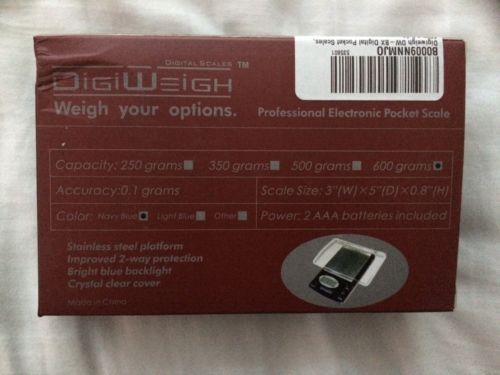 DIGITAL SCALES ™
DIGIWEIGH
Weigh your options.
Digiweigh DW - BX Digital Pocket Scales,
B0009NNMJO
535601
Professional Electronic Pocket Scale
Capacity: 250 grams 350 grams 500 grams 600 grams
Accuracy: 0.1 grams Scale Size: 3"(W)×5"(D)×0.8"(H)
Color: Navy Blue Light Blue Other Power: 2 AAA batteries included
Stainless steel platform
Improved 2-way protection
Bright blue backlight
Crystal clear cover
Made in China